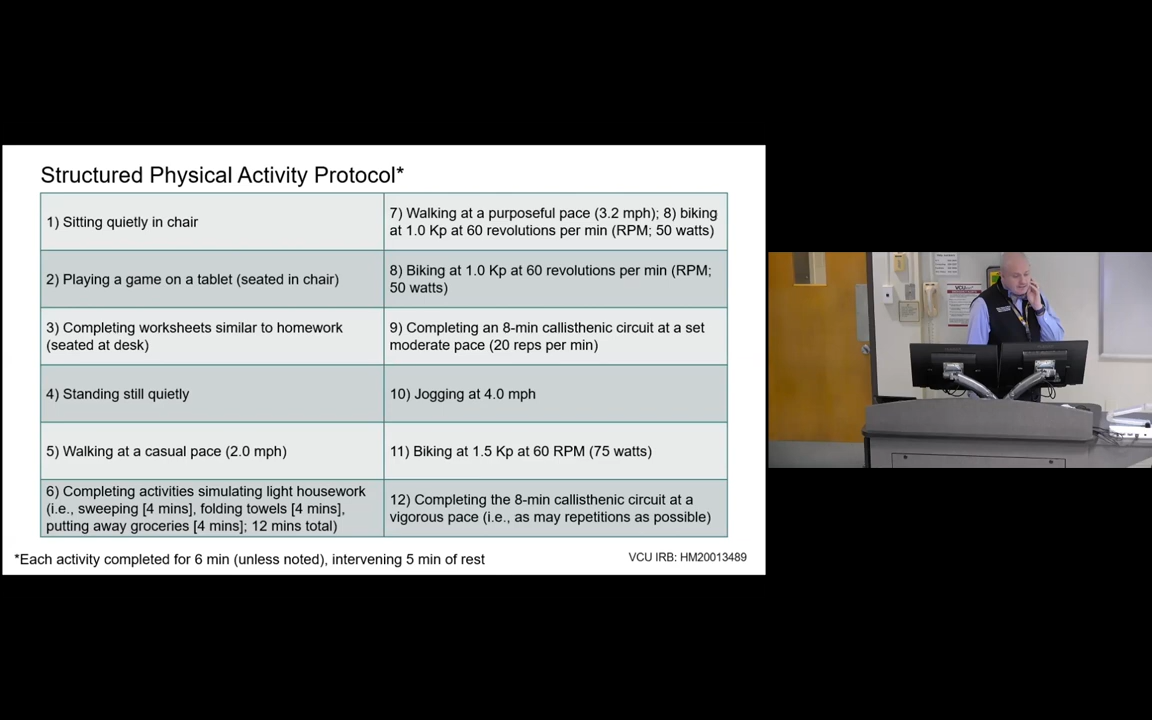 Structured Physical Activity Protocol*
1) Sitting quietly in chair
7) Walking at a purposeful pace (3.2 mph); 8) biking
at 1.0 Kp at 60 revolutions per min (RPM; 50 watts)
2) Playing a game on a tablet (seated in chair)
8) Biking at 1.0 Kp at 60 revolutions per min (RPM;
50 watts)
3) Completing worksheets similar to homework
(seated at desk)
9) Completing an 8-min callisthenic circuit at a set
moderate pace (20 reps per min)
4) Standing still quietly
10) Jogging at 4.0 mph
5) Walking at a casual pace (2.0 mph)
11) Biking at 1.5 Kp at 60 RPM (75 watts)
6) Completing activities simulating light housework
(i.e., sweeping [4 mins], folding towels [4 mins],
putting away groceries [4 mins]; 12 mins total)
12) Completing the 8-min callisthenic circuit at a
vigorous pace (i.e., as may repetitions as possible)
*Each activity completed for 6 min (unless noted), intervening 5 min of rest
VCU IRB: HM20013489
VCU